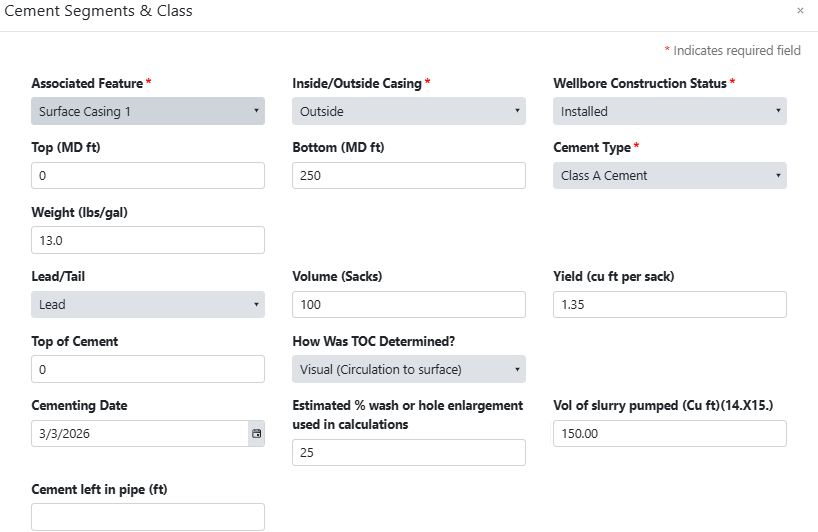 Cement Segments & Class ×
* Indicates required field
Associated Feature * Inside/Outside Casing * Wellbore Construction Status *
Surface Casing 1 Outside Installed
Top (MD ft) Bottom (MD ft) Cement Type *
0 250 Class A Cement
Weight (lbs/gal)
13.0
Lead/Tail Volume (Sacks) Yield (cu ft per sack)
Lead 100 1.35
Top of Cement How Was TOC Determined?
0 Visual (Circulation to surface)
Cementing Date Estimated % wash or hole enlargement Vol of slurry pumped (Cu ft)(14.X15.)
used in calculations
3/3/2026 150.00
25
Cement left in pipe (ft)